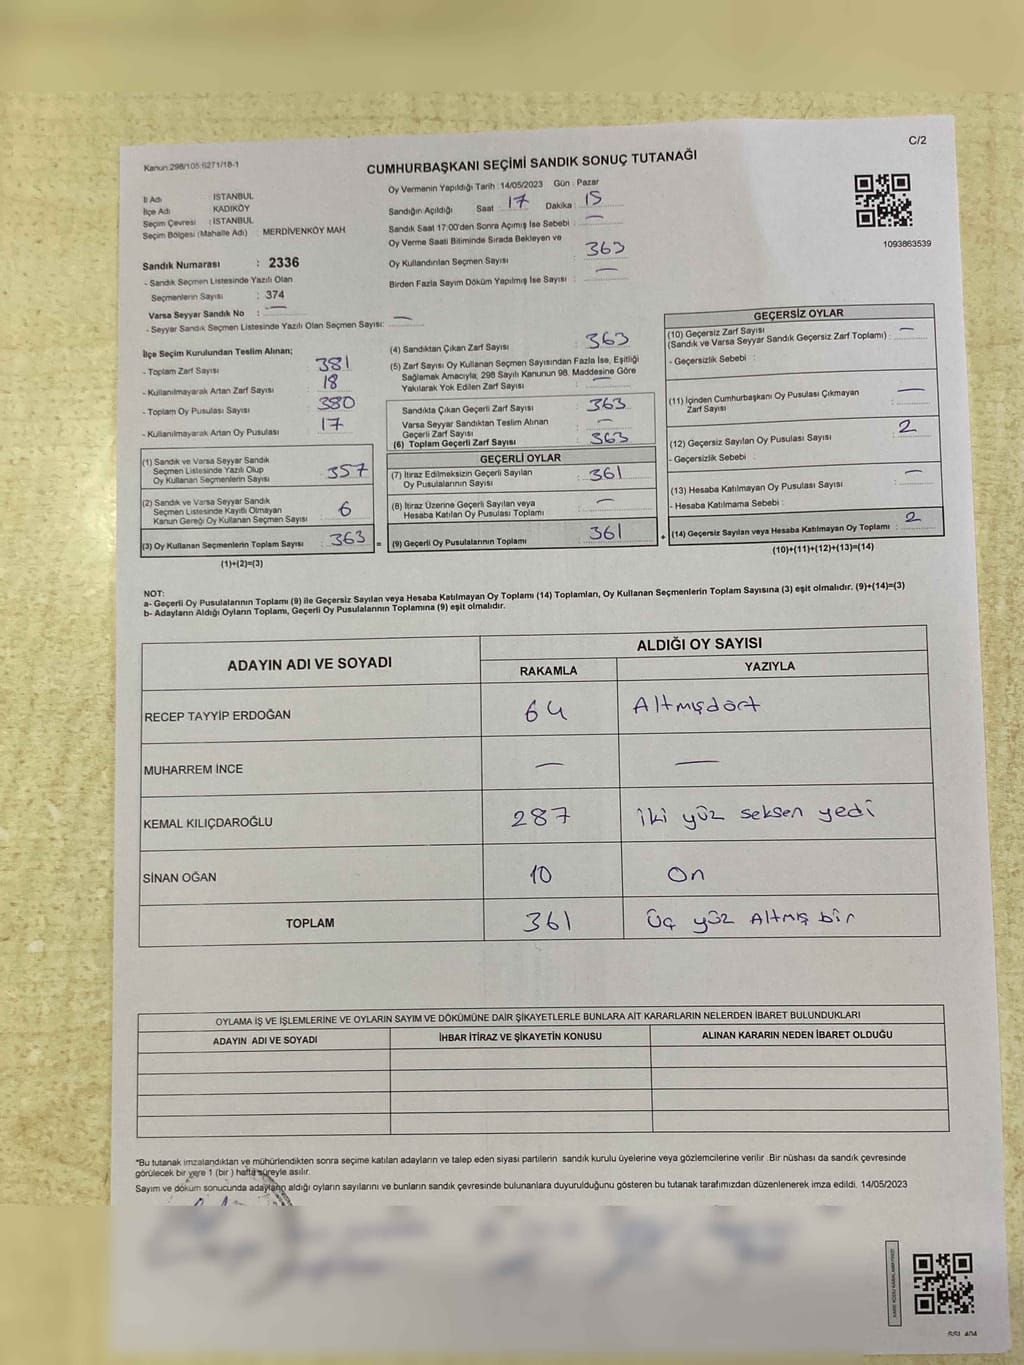 C/2
Kanun 298/105;6271/18-1
CUMHURBAŞKANI SEÇİMİ SANDIK SONUÇ TUTANAĞI
İl Adı : İSTANBUL
İlçe Adı KADIKÖY
Seçim Çevresi : İSTANBUL
Seçim Bölgesi (Mahalle Adı) MERDİVENKÖY MAH
Sandık Numarası : 2336
- Sandık Seçmen Listesinde Yazılı Olan
Seçmenlerin Sayısı : 374
Varsa Seyyar Sandık No : —
- Seyyar Sandık Seçmen Listesinde Yazılı Olan Seçmen Sayısı: —
Oy Vermenin Yapıldığı Tarih : 14/05/2023 Gün : Pazar
Sandığın Açıldığı Saat : 17 Dakika : 15
Sandık Saat 17:00'den Sonra Açılmış İse Sebebi : —
Oy Verme Saati Bitiminde Sırada Bekleyen ve
Oy Kullandırılan Seçmen Sayısı : 363
Birden Fazla Sayım Döküm Yapılmış İse Sayısı : —
1093863539
İlçe Seçim Kurulundan Teslim Alınan;
- Toplam Zarf Sayısı : 381
- Kullanılmayarak Artan Zarf Sayısı : 18
- Toplam Oy Pusulası Sayısı : 380
- Kullanılmayarak Artan Oy Pusulası : 17
(1) Sandık ve Varsa Seyyar Sandık
Seçmen Listesinde Yazılı Olup
Oy Kullanan Seçmenlerin Sayısı : 357
(2) Sandık ve Varsa Seyyar Sandık
Seçmen Listesinde Kayıtlı Olmayan
Kanun Gereği Oy Kullanan Seçmen Sayısı : 6
(3) Oy Kullanan Seçmenlerin Toplam Sayısı : 363 =
(1)+(2)=(3)
(4) Sandıktan Çıkan Zarf Sayısı : 363
(5) Zarf Sayısı Oy Kullanan Seçmen Sayısından Fazla İse, Eşitliği
Sağlamak Amacıyla, 298 Sayılı Kanunun 98. Maddesine Göre
Yakılarak Yok Edilen Zarf Sayısı : —
Sandıkta Çıkan Geçerli Zarf Sayısı : 363
Varsa Seyyar Sandıktan Teslim Alınan
Geçerli Zarf Sayısı : —
(6) Toplam Geçerli Zarf Sayısı : 363
GEÇERLİ OYLAR
(7) İtiraz Edilmeksizin Geçerli Sayılan
Oy Pusulalarının Sayısı : 361
(8) İtiraz Üzerine Geçerli Sayılan veya
Hesaba Katılan Oy Pusulası Toplamı : —
(9) Geçerli Oy Pusulalarının Toplamı : 361 +
GEÇERSİZ OYLAR
(10) Geçersiz Zarf Sayısı
(Sandık ve Varsa Seyyar Sandık Geçersiz Zarf Toplamı) : —
- Geçersizlik Sebebi :
(11) İçinden Cumhurbaşkanı Oy Pusulası Çıkmayan
Zarf Sayısı : —
(12) Geçersiz Sayılan Oy Pusulası Sayısı : 2
- Geçersizlik Sebebi :
(13) Hesaba Katılmayan Oy Pusulası Sayısı : —
- Hesaba Katılmama Sebebi :
(14) Geçersiz Sayılan veya Hesaba Katılmayan Oy Toplamı : 2
(10)+(11)+(12)+(13)=(14)
NOT:
a- Geçerli Oy Pusulalarının Toplamı (9) ile Geçersiz Sayılan veya Hesaba Katılmayan Oy Toplamı (14) Toplamları, Oy Kullanan Seçmenlerin Toplam Sayısına (3) eşit olmalıdır. (9)+(14)=(3)
b- Adayların Aldığı Oyların Toplamı, Geçerli Oy Pusulalarının Toplamına (9) eşit olmalıdır.
ADAYIN ADI VE SOYADI ALDIĞI OY SAYISI
RAKAMLA YAZIYLA
RECEP TAYYİP ERDOĞAN 64 Altmışdört
MUHARREM İNCE — —
KEMAL KILIÇDAROĞLU 287 iki yüz seksen yedi
SİNAN OĞAN 10 On
TOPLAM 361 Üç yüz Altmış bir
OYLAMA İŞ VE İŞLEMLERİNE VE OYLARIN SAYIM VE DÖKÜMÜNE DAİR ŞİKAYETLERLE BUNLARA AİT KARARLARIN NELERDEN İBARET BULUNDUKLARI
ADAYIN ADI VE SOYADI İHBAR İTİRAZ VE ŞİKAYETİN KONUSU ALINAN KARARIN NEDEN İBARET OLDUĞU
*Bu tutanak imzalandıktan ve mühürlendikten sonra seçime katılan adayların ve talep eden siyasi partilerin sandık kurulu üyelerine veya gözlemcilerine verilir .Bir nüshası da sandık çevresinde
görülecek bir yere 1 (bir ) hafta süreyle asılır.
Sayım ve döküm sonucunda adayların aldığı oyların sayılarını ve bunların sandık çevresinde bulunanlara duyurulduğunu gösteren bu tutanak tarafımızdan düzenlenerek imza edildi. 14/05/2023